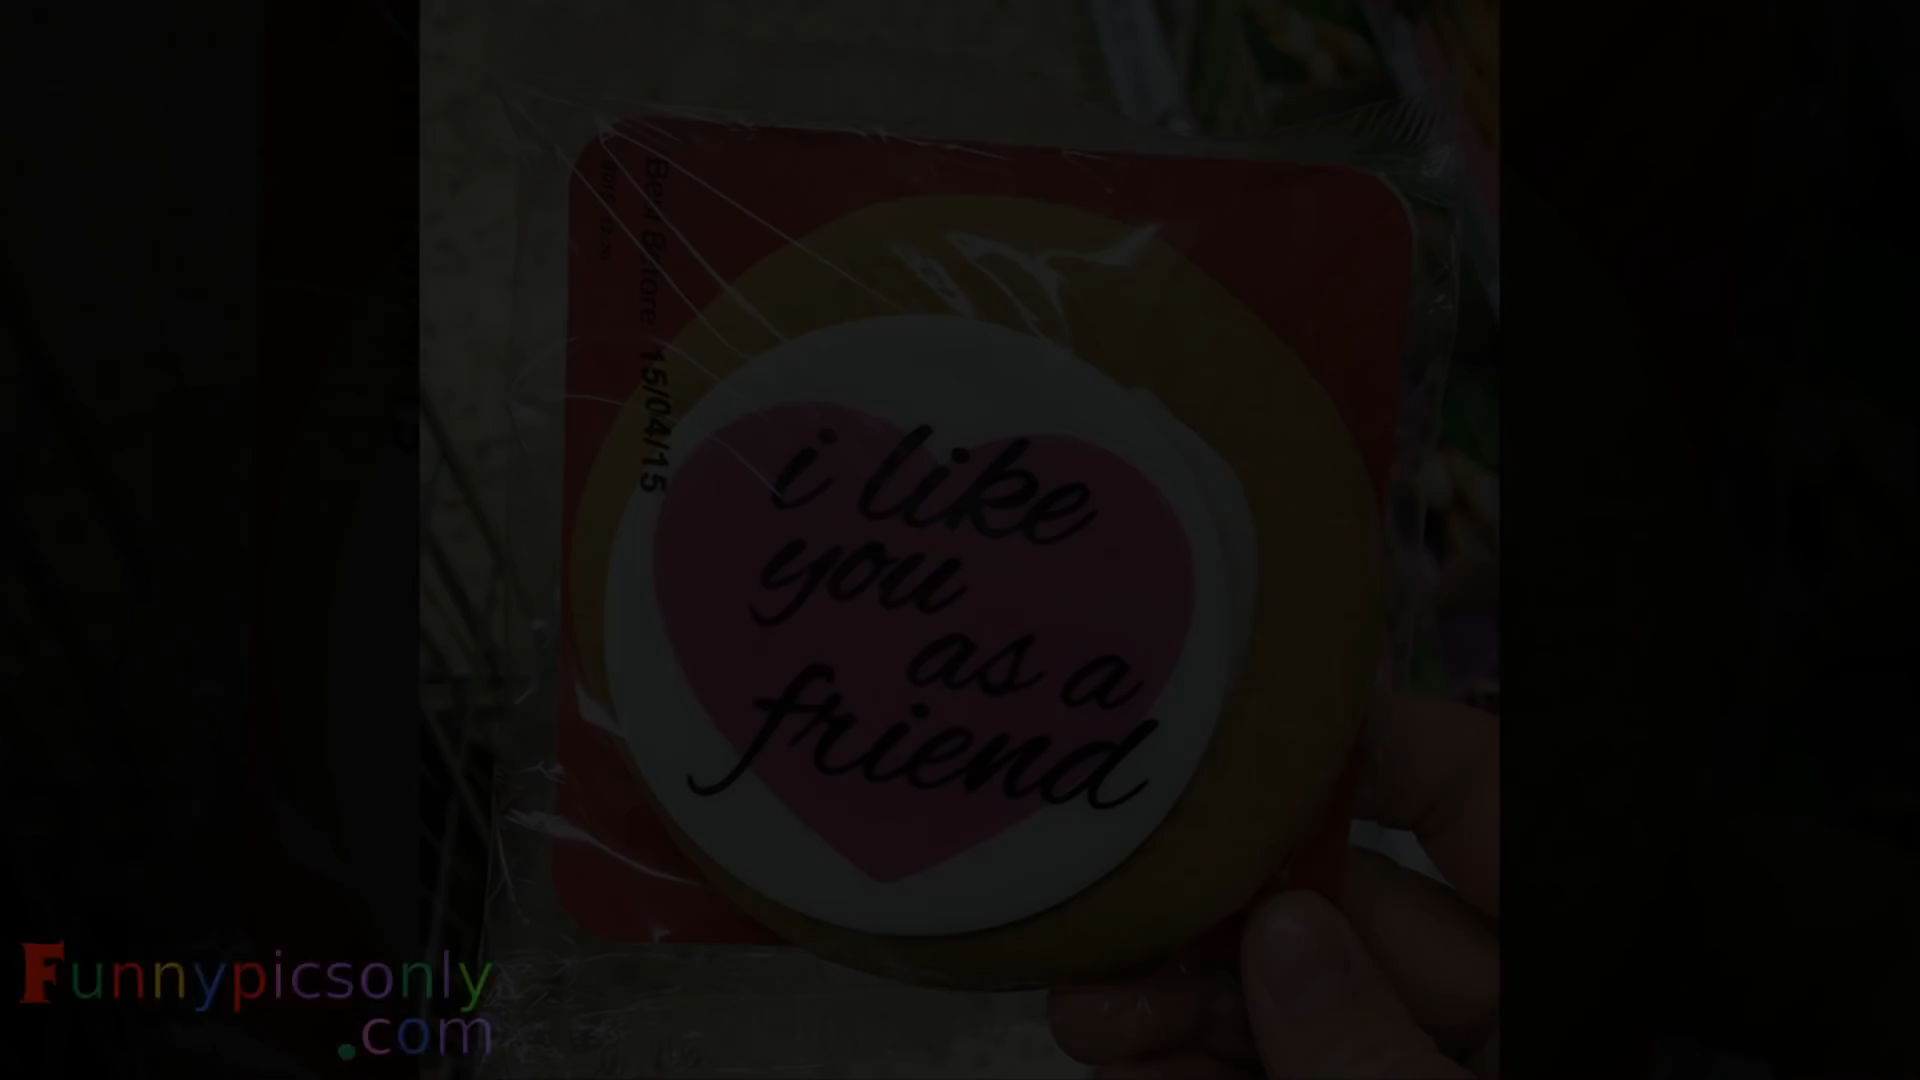 Best Before 15/04/15
i like
you
as a
friend
Funnypicsonly
.com